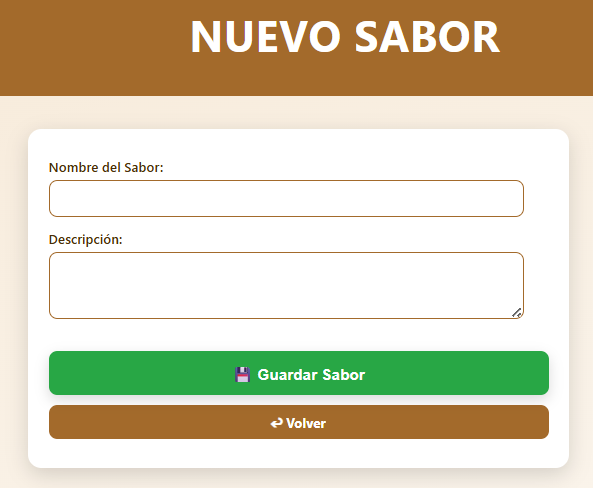 NUEVO SABOR
Nombre del Sabor:
Descripción:
💾 Guardar Sabor
↩ Volver